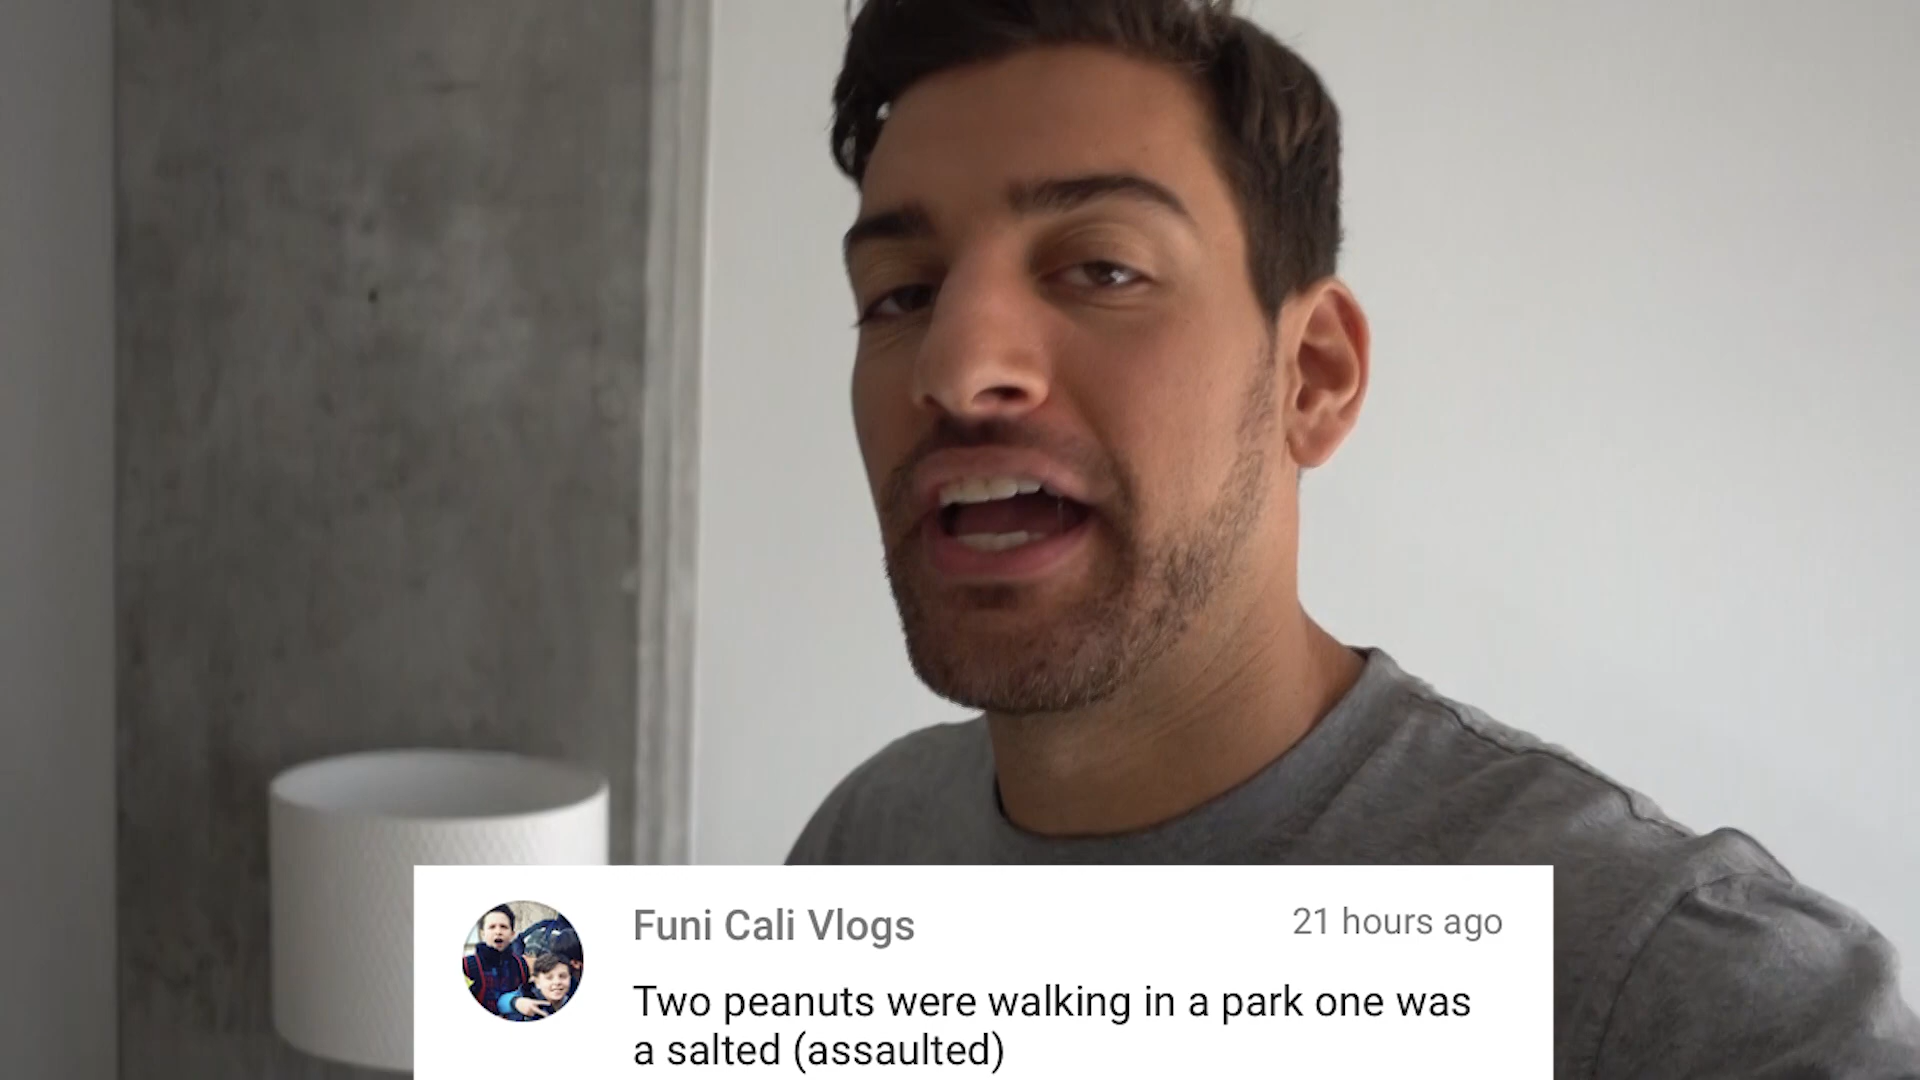 Funi Cali Vlogs
21 hours ago
Two peanuts were walking in a park one was
a salted (assaulted)